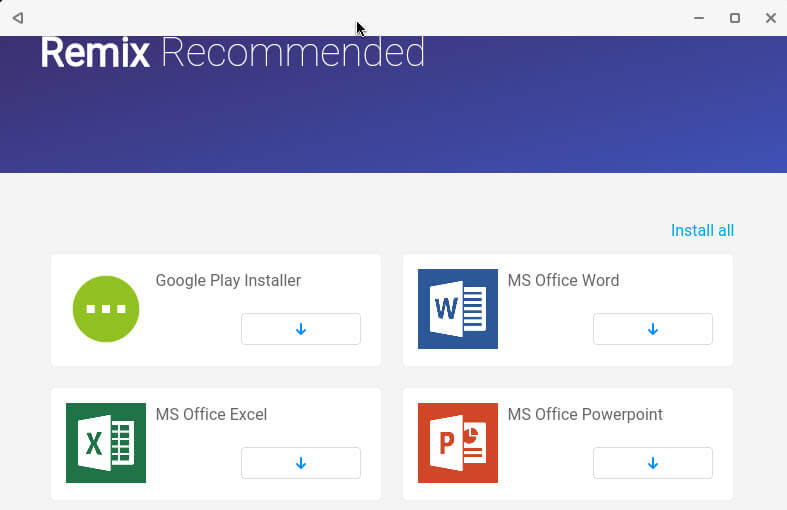 Remix Recommended
Install all
Google Play Installer
MS Office Word
W
MS Office Excel
X
MS Office Powerpoint
P